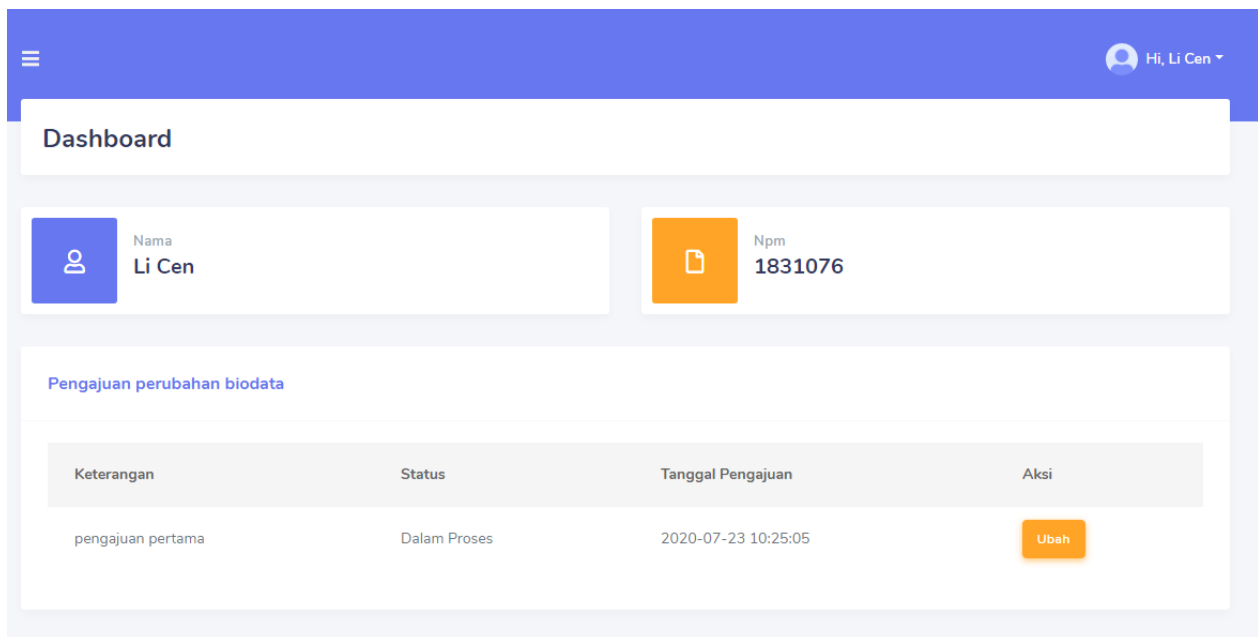 Hi, Li Cen
Dashboard
Nama
Li Cen
Npm
1831076
Pengajuan perubahan biodata
Keterangan Status Tanggal Pengajuan Aksi
pengajuan pertama Dalam Proses 2020-07-23 10:25:05 Ubah